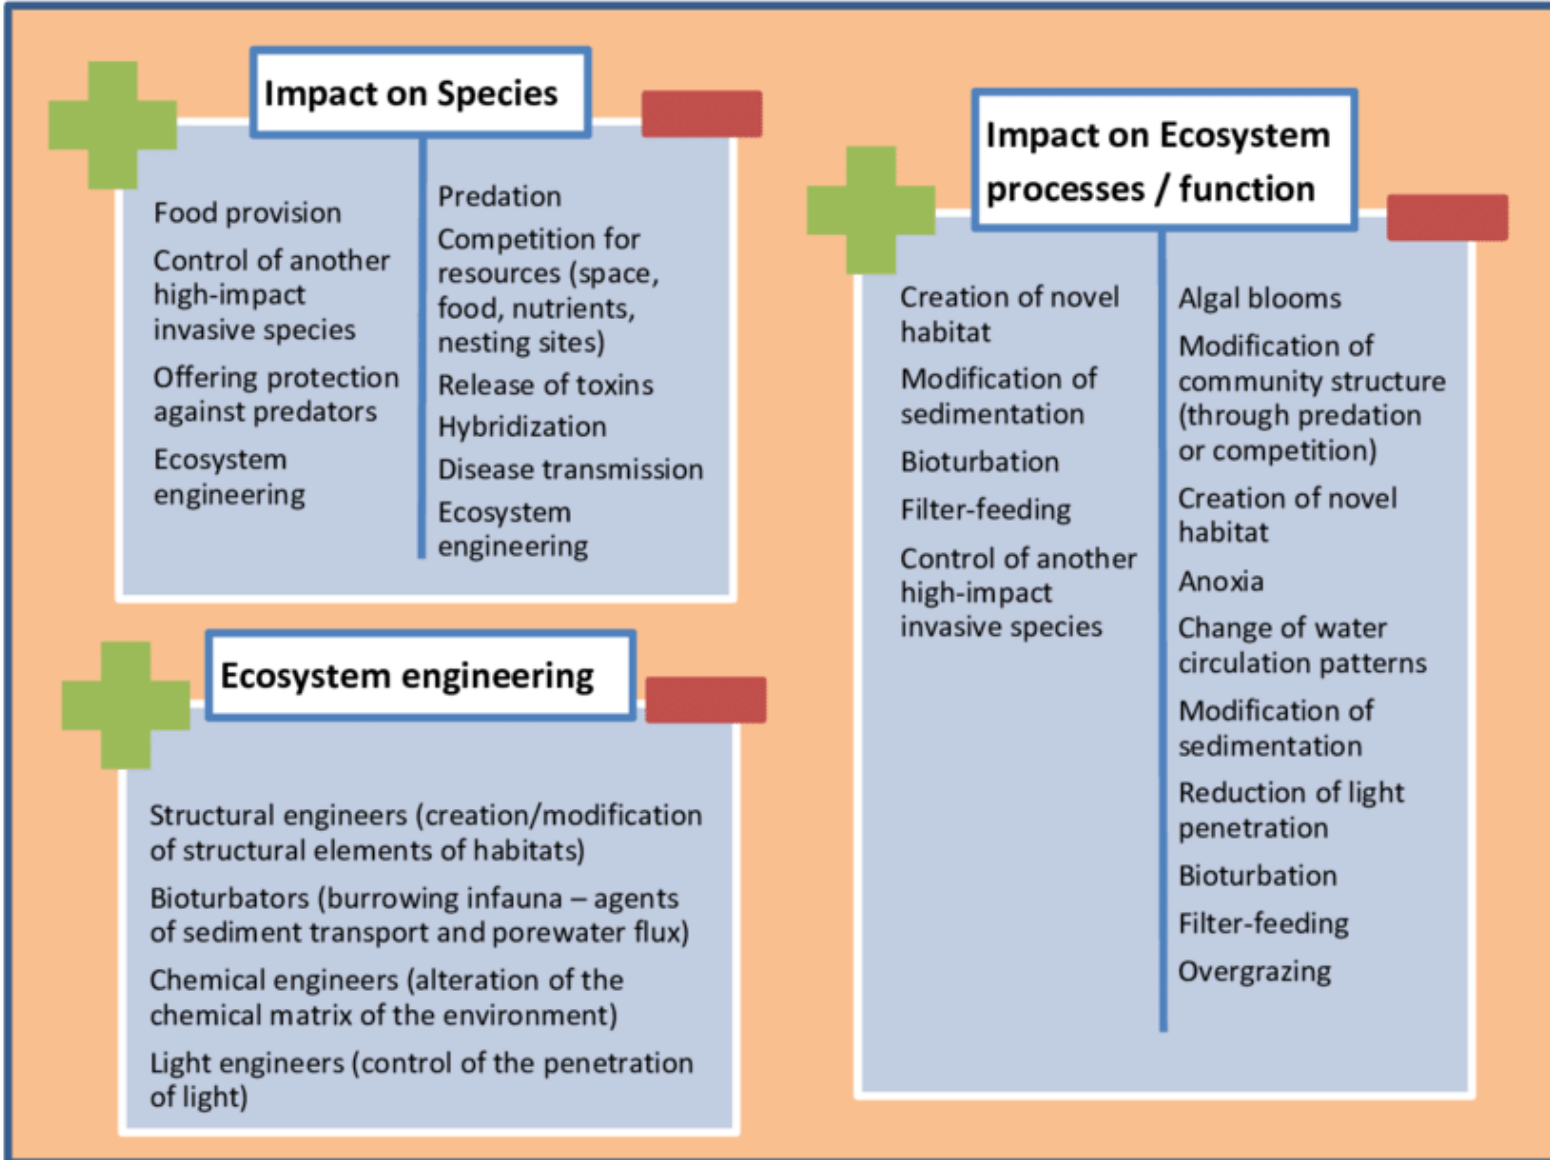 Impact on Species
Food provision
Control of another
high-impact
invasive species
Offering protection
against predators
Ecosystem
engineering
Predation
Competition for
resources (space,
food, nutrients,
nesting sites)
Release of toxins
Hybridization
Disease transmission
Ecosystem
engineering
Ecosystem engineering
Structural engineers (creation/modification
of structural elements of habitats)
Bioturbators (burrowing infauna – agents
of sediment transport and porewater flux)
Chemical engineers (alteration of the
chemical matrix of the environment)
Light engineers (control of the penetration
of light)
Impact on Ecosystem
processes / function
Creation of novel
habitat
Modification of
sedimentation
Bioturbation
Filter-feeding
Control of another
high-impact
invasive species
Algal blooms
Modification of
community structure
(through predation
or competition)
Creation of novel
habitat
Anoxia
Change of water
circulation patterns
Modification of
sedimentation
Reduction of light
penetration
Bioturbation
Filter-feeding
Overgrazing